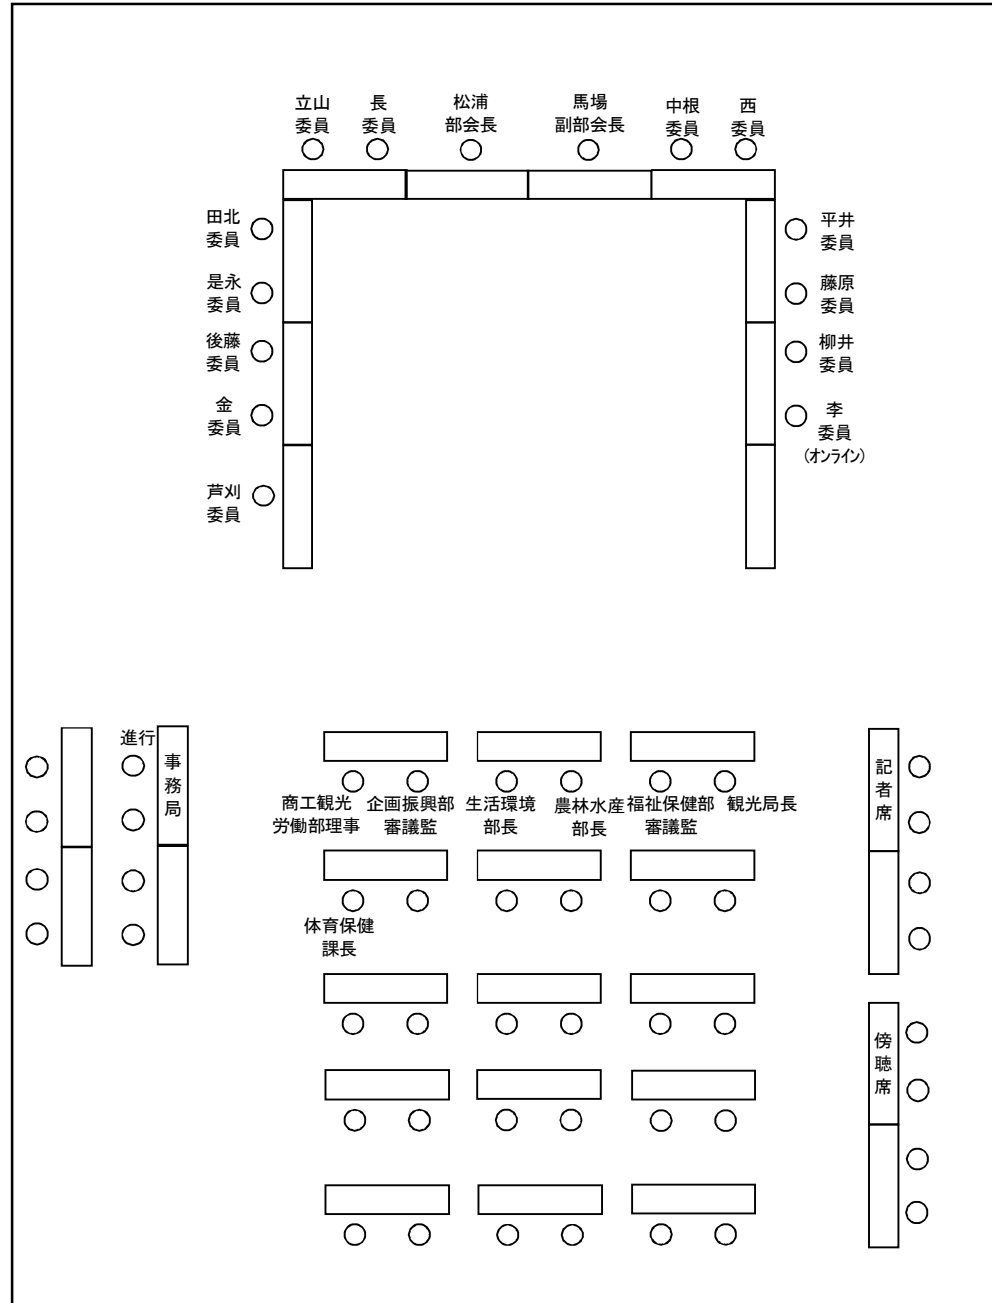 立山
委員
長
委員
松浦
部会長
馬場
副部会長
中根
委員
西
委員
田北
委員
是永
委員
後藤
委員
金
委員
芦刈
委員
平井
委員
藤原
委員
柳井
委員
李
委員
(オンライン)
進行
事務局
商工観光
労働部理事
企画振興部
審議監
生活環境
部長
農林水産
部長
福祉保健部
審議監
観光局長
体育保健
課長
記者席
傍聴席